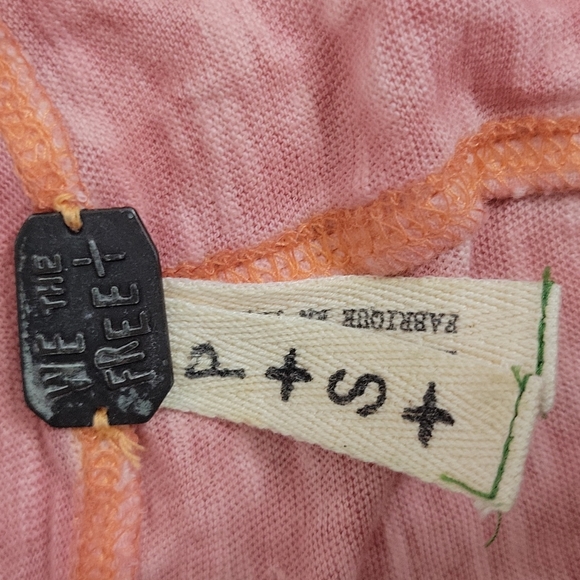 WE THE
FREE+
P + S +
FABRIQUE